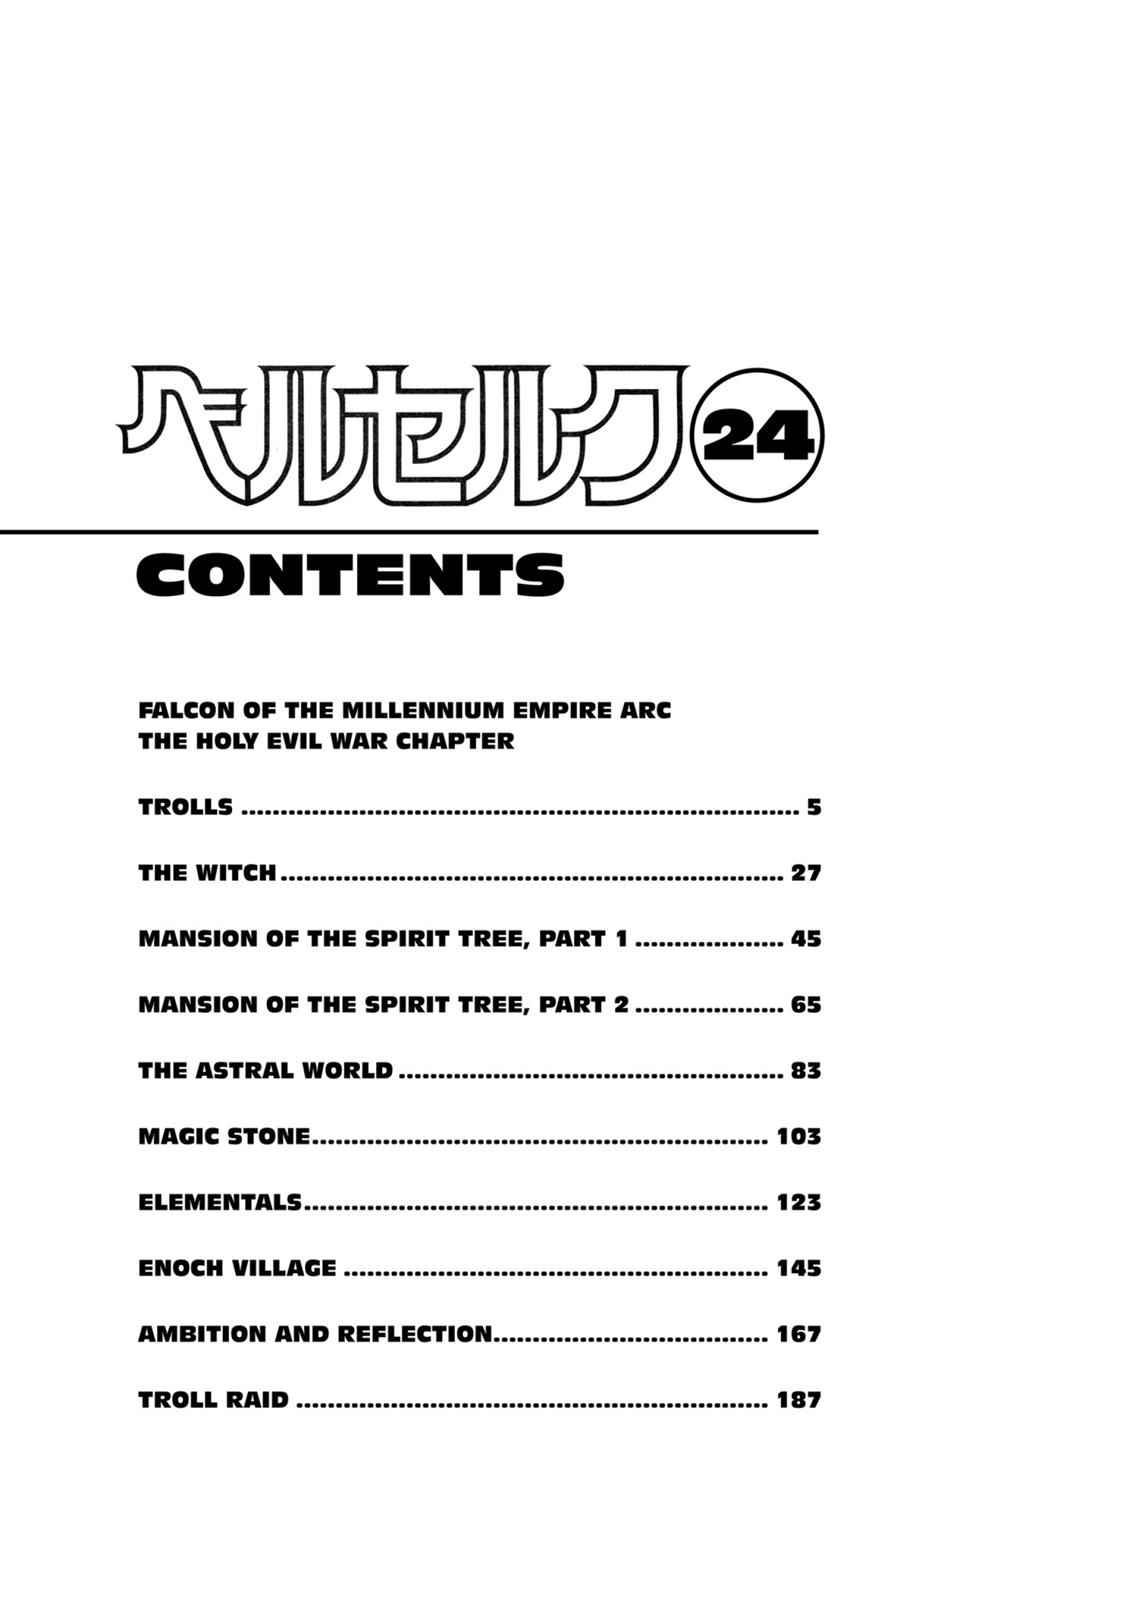 ベルセルク 24
CONTENTS
FALCON OF THE MILLENNIUM EMPIRE ARC
THE HOLY EVIL WAR CHAPTER
TROLLS ........................................................................ 5
THE WITCH ................................................................. 27
MANSION OF THE SPIRIT TREE, PART 1 ................... 45
MANSION OF THE SPIRIT TREE, PART 2 ................... 65
THE ASTRAL WORLD ................................................. 83
MAGIC STONE........................................................... 103
ELEMENTALS............................................................ 123
ENOCH VILLAGE ....................................................... 145
AMBITION AND REFLECTION................................... 167
TROLL RAID ............................................................. 187